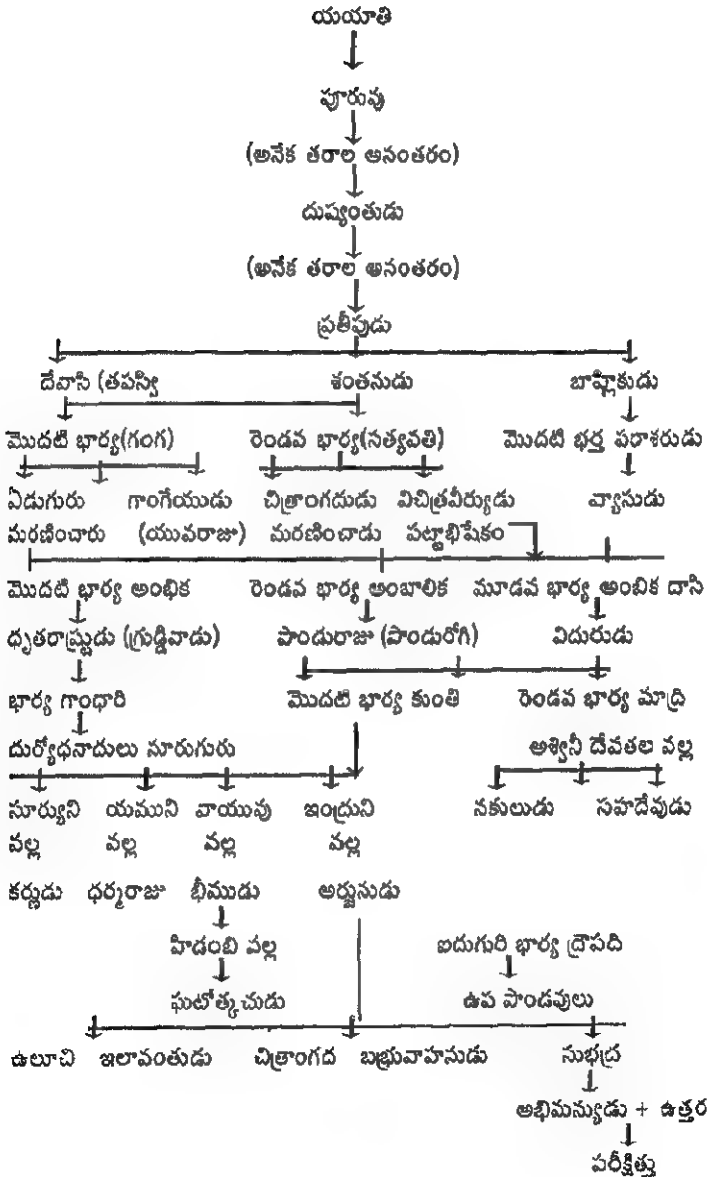 యయాతి
పూరువు
(అనేక తరాల ఆనంతరం)
దుష్యంతుడు
(అనేక తరాల అనంతరం)
ప్రతీపుడు
దేవాసి (తపస్వి శంతనుడు బాహ్లికుడు
మొదటి భార్య(గంగ) రెండవ భార్య(సత్యవతి) మొదటి భర్త పరాశరుడు
ఏడుగురు గాంగేయుడు చిత్రాంగదుడు విచిత్రవీర్యుడు వ్యాసుడు
మరణించారు (యువరాజు) మరణించాడు పట్టాభిషేకం
మొదటి భార్య అంభిక రెండవ భార్య అంబాలిక మూడవ భార్య అంబిక దాసి
ధృతరాష్ట్రుడు (గ్రుడ్డివాడు) పాండురాజు (పాండురోగి) విదురుడు
భార్య గాంధారి మొదటి భార్య కుంతి రెండవ భార్య మాద్రి
దుర్యోధనాదులు నూరుగురు అశ్వినీ దేవతల వల్ల
సూర్యుని యముని వాయువు ఇంద్రుని నకులుడు సహదేవుడు
వల్ల వల్ల వల్ల వల్ల
కర్ణుడు ధర్మరాజు భీముడు అర్జునుడు
హిడంబి వల్ల ఐదుగురి భార్య ద్రౌపది
ఘటోత్కచుడు ఉప పాండవులు
ఉలూచి ఇలావంతుడు చిత్రాంగద బభ్రువాహనుడు సుభద్ర
అభిమన్యుడు + ఉత్తర
పరీక్షిత్తు